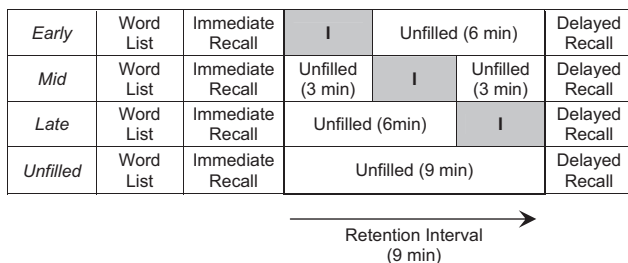 Early
Word
List
Immediate
Recall
I
Unfilled (6 min)
Delayed
Recall
Mid
Word
List
Immediate
Recall
Unfilled
(3 min)
I
Unfilled
(3 min)
Delayed
Recall
Late
Word
List
Immediate
Recall
Unfilled (6min)
I
Delayed
Recall
Unfilled
Word
List
Immediate
Recall
Unfilled (9 min)
Delayed
Recall
Retention Interval
(9 min)